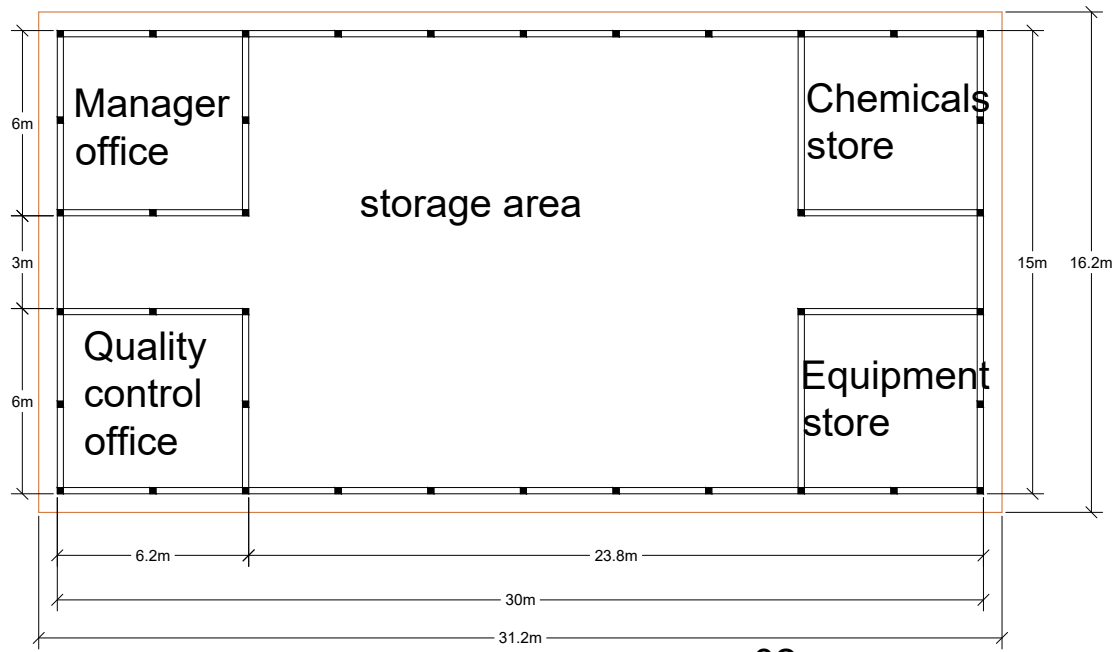 Manager
office
Chemicals
store
storage area
6m
3m
6m
15m
16.2m
Quality
control
office
Equipment
store
6.2m
23.8m
30m
31.2m